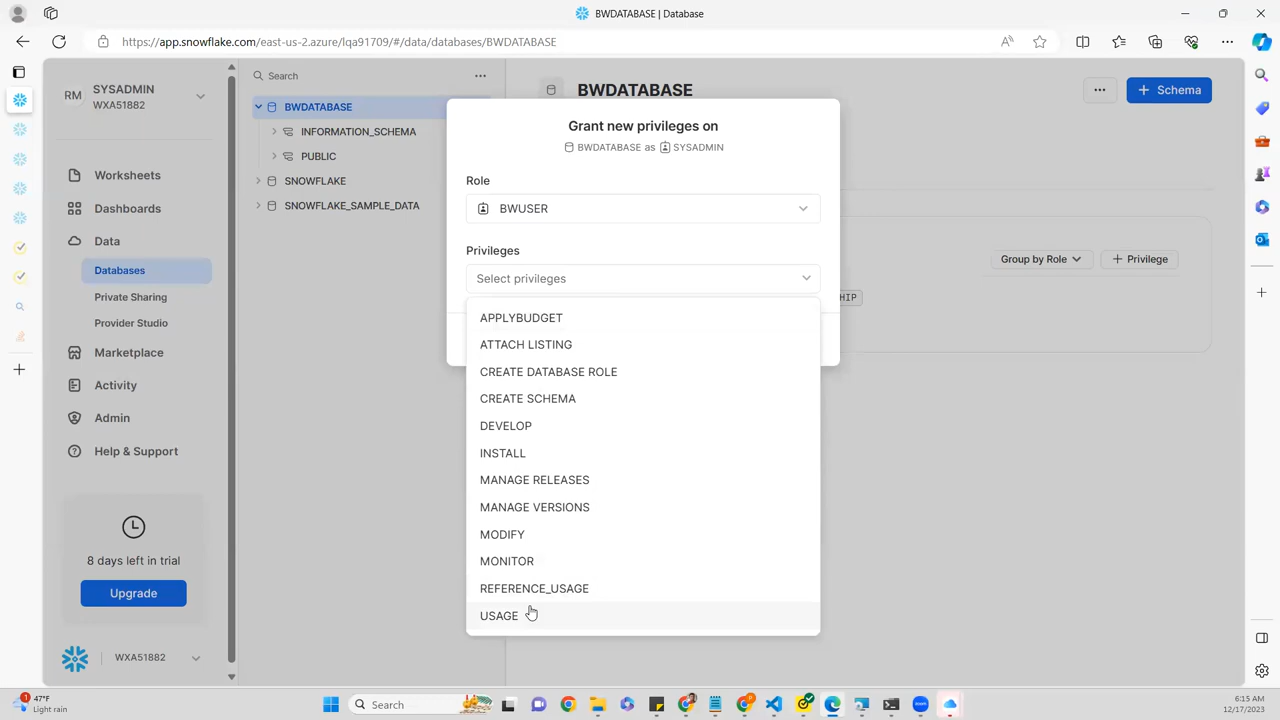 BWDATABASE | Database
https://app.snowflake.com/east-us-2.azure/lqa91709/#/data/databases/BWDATABASE
RM
SYSADMIN
WXA51882
Worksheets
Dashboards
Data
Databases
Private Sharing
Provider Studio
Marketplace
Activity
Admin
Help & Support
8 days left in trial
Upgrade
WXA51882
Search
BWDATABASE
INFORMATION_SCHEMA
PUBLIC
SNOWFLAKE
SNOWFLAKE_SAMPLE_DATA
BWDATABASE
+ Schema
Group by Role
+ Privilege
HIP
Grant new privileges on
BWDATABASE as SYSADMIN
Role
BWUSER
Privileges
Select privileges
APPLYBUDGET
ATTACH LISTING
CREATE DATABASE ROLE
CREATE SCHEMA
DEVELOP
INSTALL
MANAGE RELEASES
MANAGE VERSIONS
MODIFY
MONITOR
REFERENCE_USAGE
USAGE
1
47°F
Light rain
Search
6:15 AM
12/17/2023